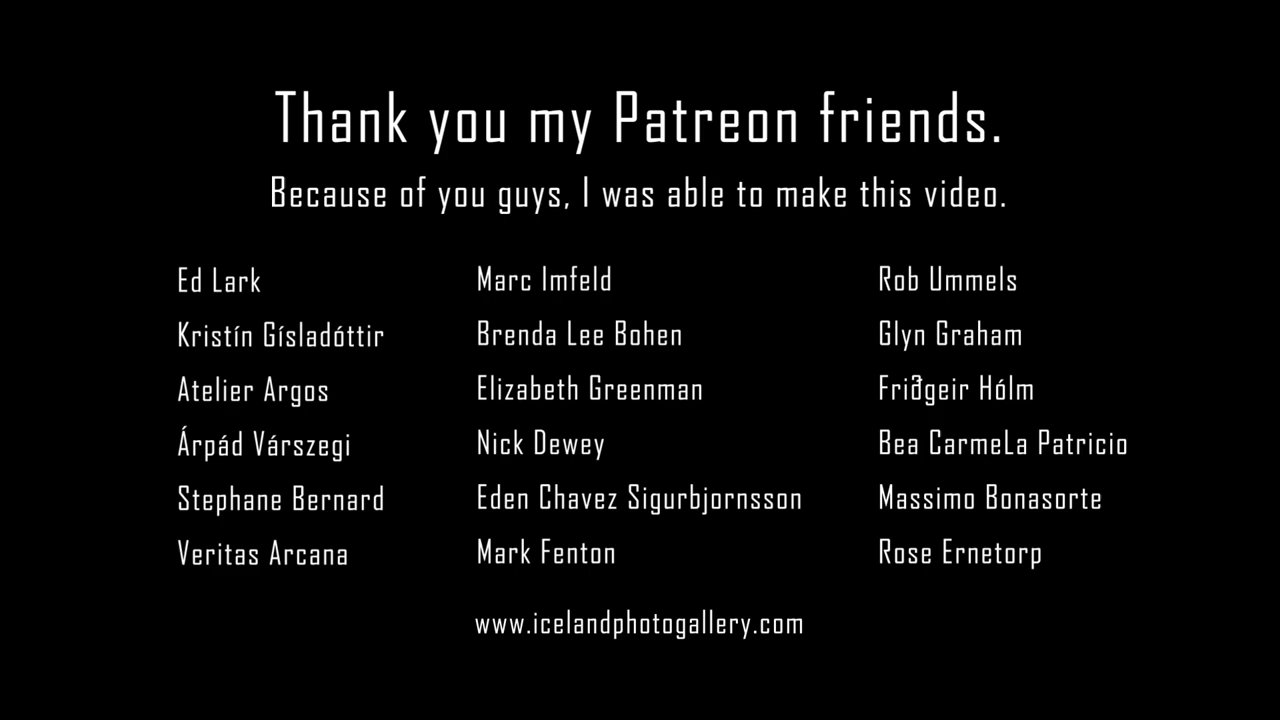 Thank you my Patreon friends.
Because of you guys, I was able to make this video.
Ed Lark
Kristín Gísladóttir
Atelier Argos
Árpád Várszegi
Stephane Bernard
Veritas Arcana
Marc Imfeld
Brenda Lee Bohen
Elizabeth Greenman
Nick Dewey
Eden Chavez Sigurbjornsson
Mark Fenton
Rob Ummels
Glyn Graham
Friðgeir Hólm
Bea CarmeLa Patricio
Massimo Bonasorte
Rose Ernetorp
www.icelandphotogallery.com